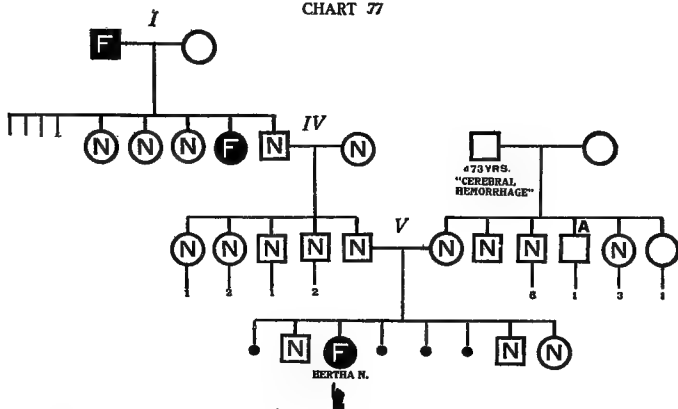 CHART 77
I
F
N N N F N IV N
d 73 YRS.
"CEREBRAL
HEMORRHAGE"
N N N N N V N N N A N
1 2 1 2 6 1 3 1
N F N N
BERTHA N.